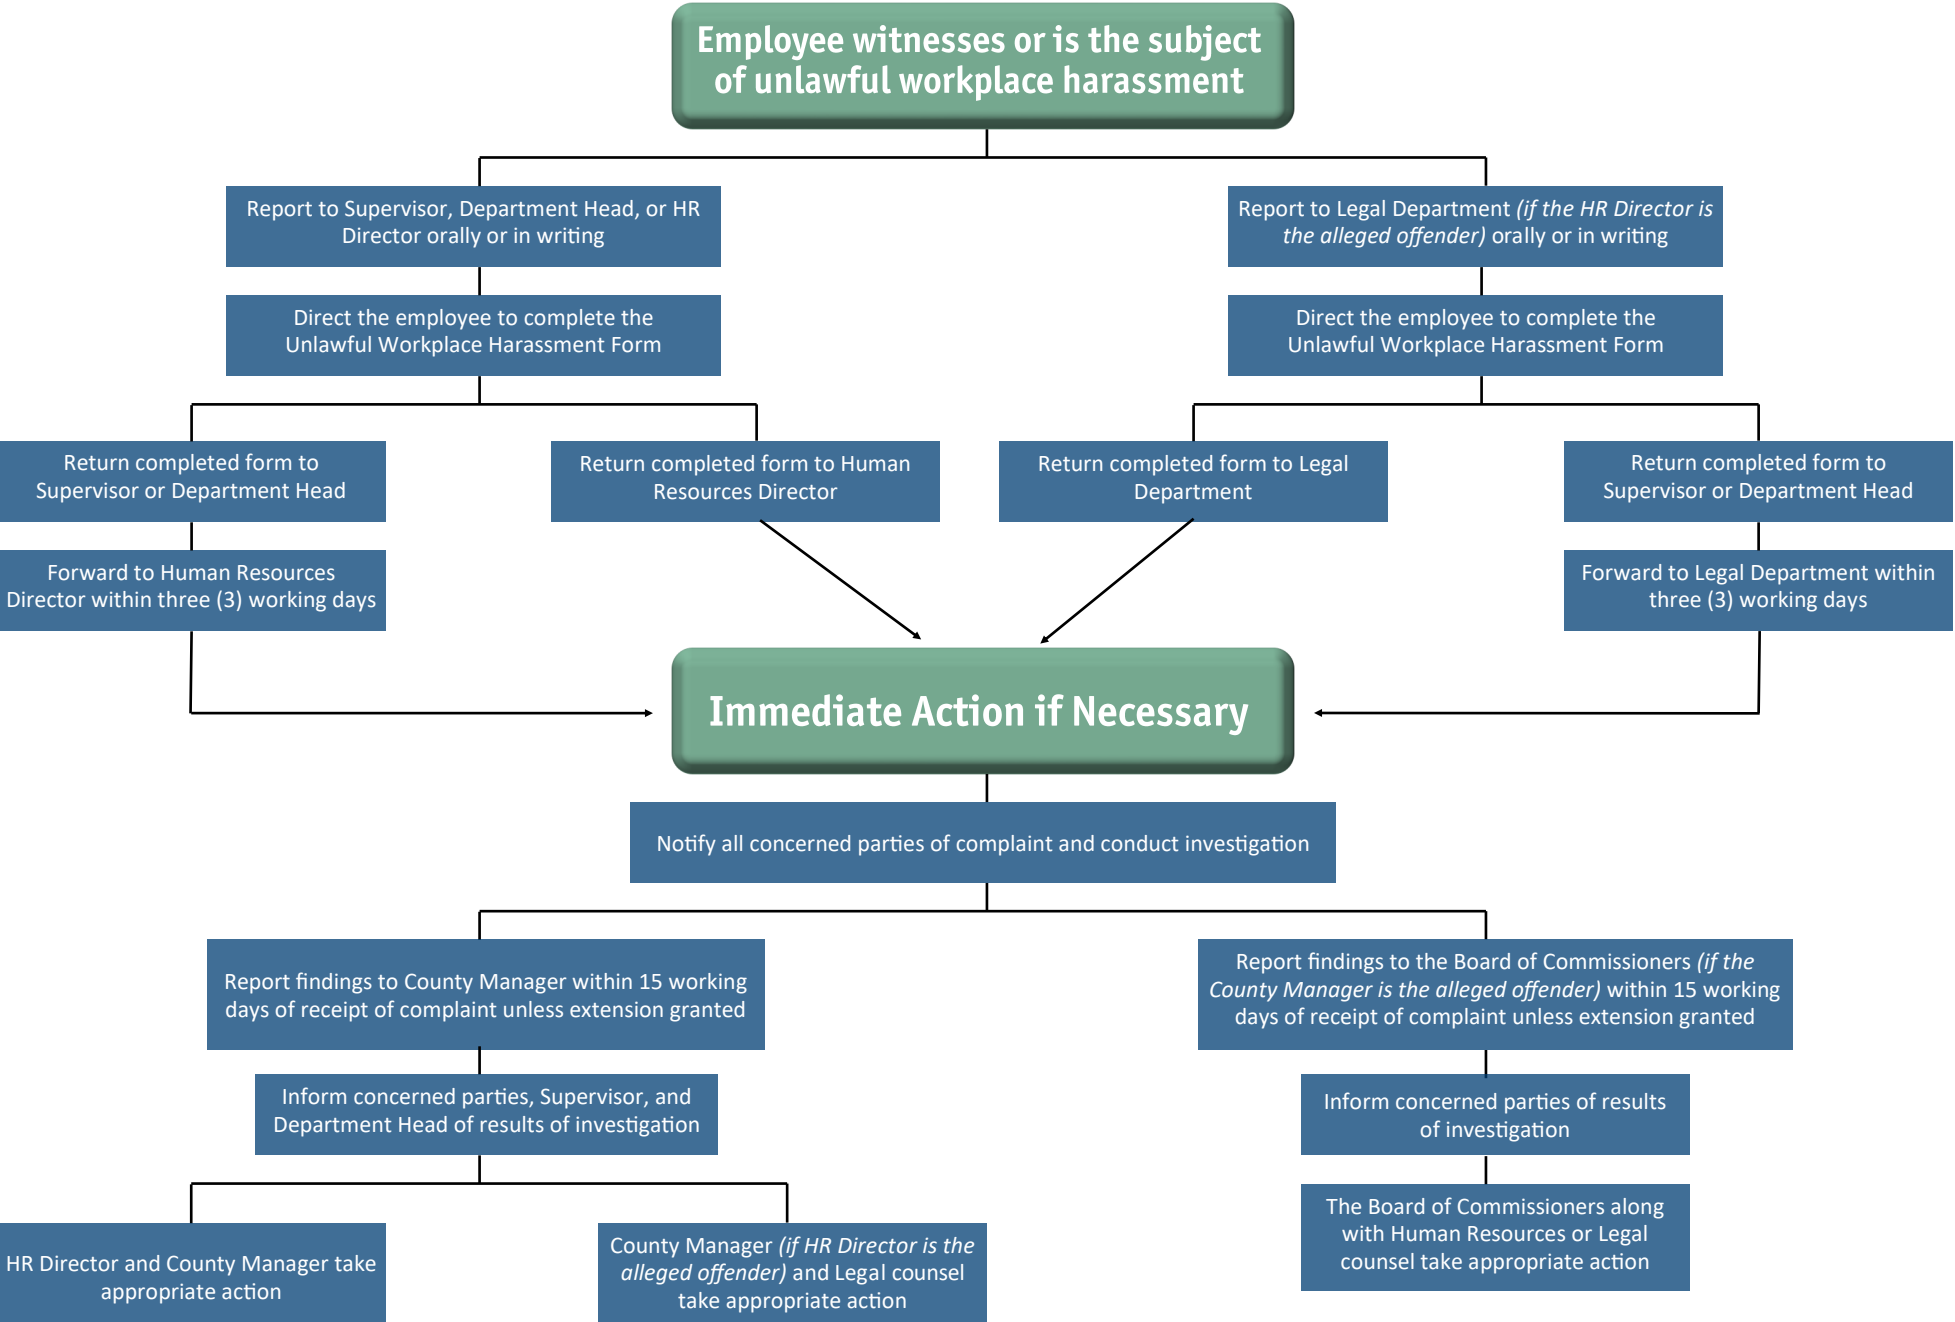 Employee witnesses or is the subject
of unlawful workplace harassment
Report to Supervisor, Department Head, or HR
Director orally or in writing
Report to Legal Department (if the HR Director is
the alleged offender) orally or in writing
Direct the employee to complete the
Unlawful Workplace Harassment Form
Direct the employee to complete the
Unlawful Workplace Harassment Form
Return completed form to
Supervisor or Department Head
Return completed form to Human
Resources Director
Return completed form to Legal
Department
Return completed form to
Supervisor or Department Head
Forward to Human Resources
Director within three (3) working days
Forward to Legal Department within
three (3) working days
Immediate Action if Necessary
Notify all concerned parties of complaint and conduct investigation
Report findings to County Manager within 15 working
days of receipt of complaint unless extension granted
Report findings to the Board of Commissioners (if the
County Manager is the alleged offender) within 15 working
days of receipt of complaint unless extension granted
Inform concerned parties, Supervisor, and
Department Head of results of investigation
Inform concerned parties of results
of investigation
HR Director and County Manager take
appropriate action
County Manager (if HR Director is the
alleged offender) and Legal counsel
take appropriate action
The Board of Commissioners along
with Human Resources or Legal
counsel take appropriate action